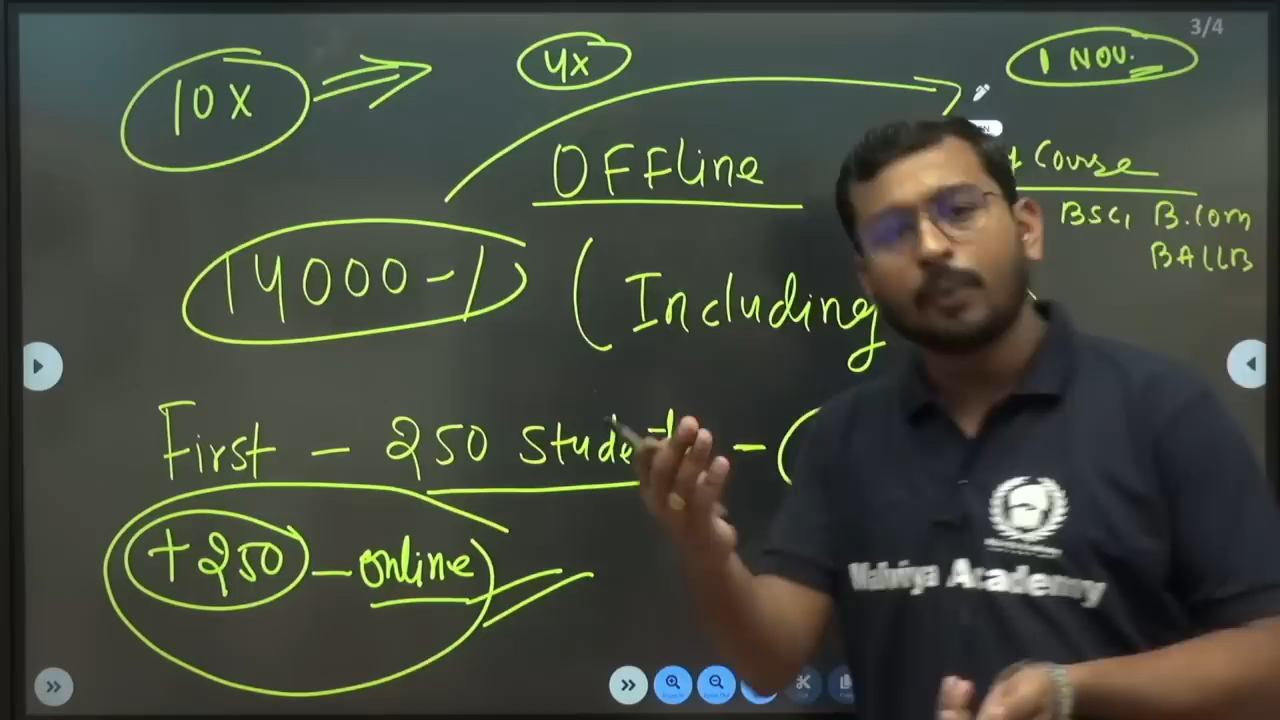 3/4
10X
4X
1 NOV.
OFFline
Course
BSC, B.Com
BALLB
14000-/
(Including
First - 250 Students - (
+250 - online
Malviya Academy